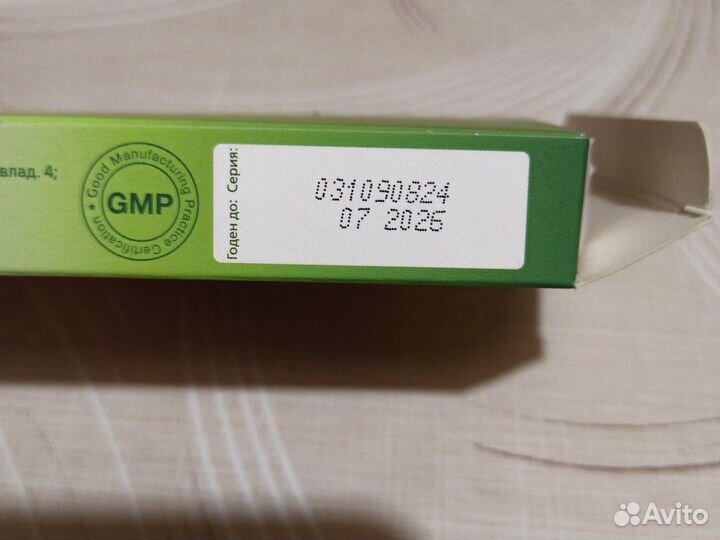 влад. 4;
Good Manufacturing Practice Certification
GMP
Годен до: Серия:
031090824
07 2026
Avito